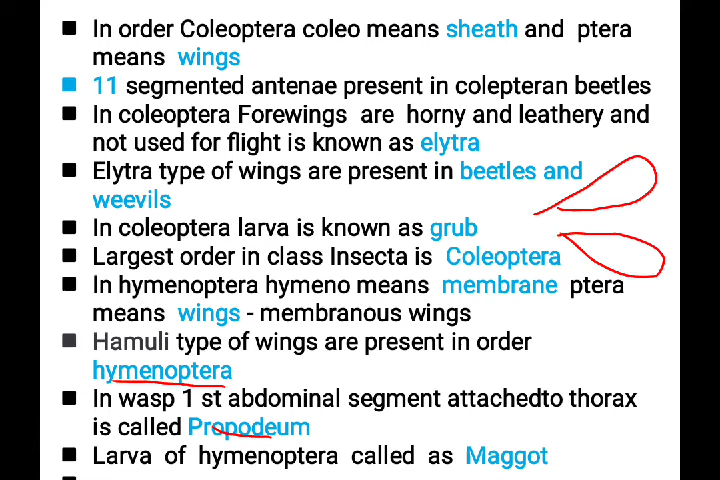 In order Coleoptera coleo means sheath and ptera
means wings
11 segmented antenae present in colepteran beetles
In coleoptera Forewings are horny and leathery and
not used for flight is known as elytra
Elytra type of wings are present in beetles and
weevils
In coleoptera larva is known as grub
Largest order in class Insecta is Coleoptera
In hymenoptera hymeno means membrane ptera
means wings - membranous wings
Hamuli type of wings are present in order
hymenoptera
In wasp 1 st abdominal segment attachedto thorax
is called Propodeum
Larva of hymenoptera called as Maggot